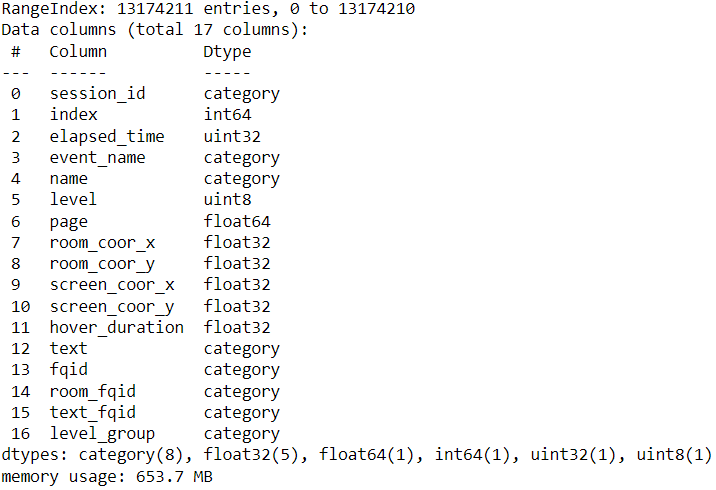 RangeIndex: 13174211 entries, 0 to 13174210
Data columns (total 17 columns):
 #   Column          Dtype
---  ------          -----
 0   session_id      category
 1   index           int64
 2   elapsed_time    uint32
 3   event_name      category
 4   name            category
 5   level           uint8
 6   page            float64
 7   room_coor_x     float32
 8   room_coor_y     float32
 9   screen_coor_x   float32
 10  screen_coor_y   float32
 11  hover_duration  float32
 12  text            category
 13  fqid            category
 14  room_fqid       category
 15  text_fqid       category
 16  level_group     category
dtypes: category(8), float32(5), float64(1), int64(1), uint32(1), uint8(1)
memory usage: 653.7 MB